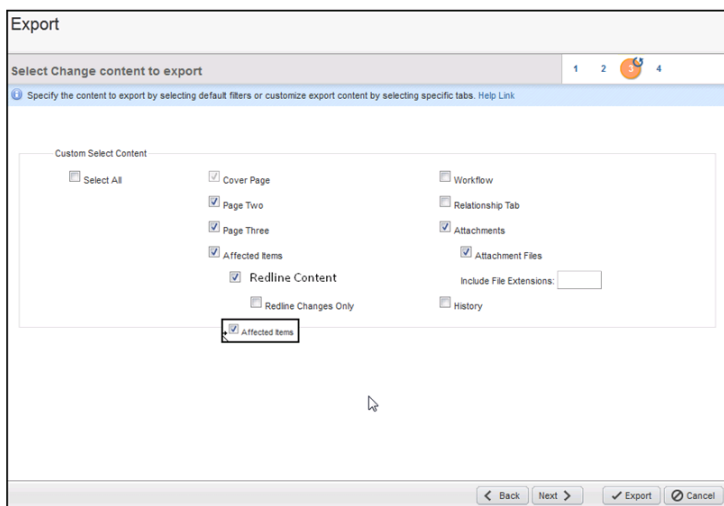 Export
Select Change content to export
1 2 3 4
Specify the content to export by selecting default filters or customize export content by selecting specific tabs. Help Link
Custom Select Content
Select All Cover Page Workflow
Page Two Relationship Tab
Page Three Attachments
Affected Items Attachment Files
Redline Content Include File Extensions:
Redline Changes Only History
Affected Items
Back Next Export Cancel